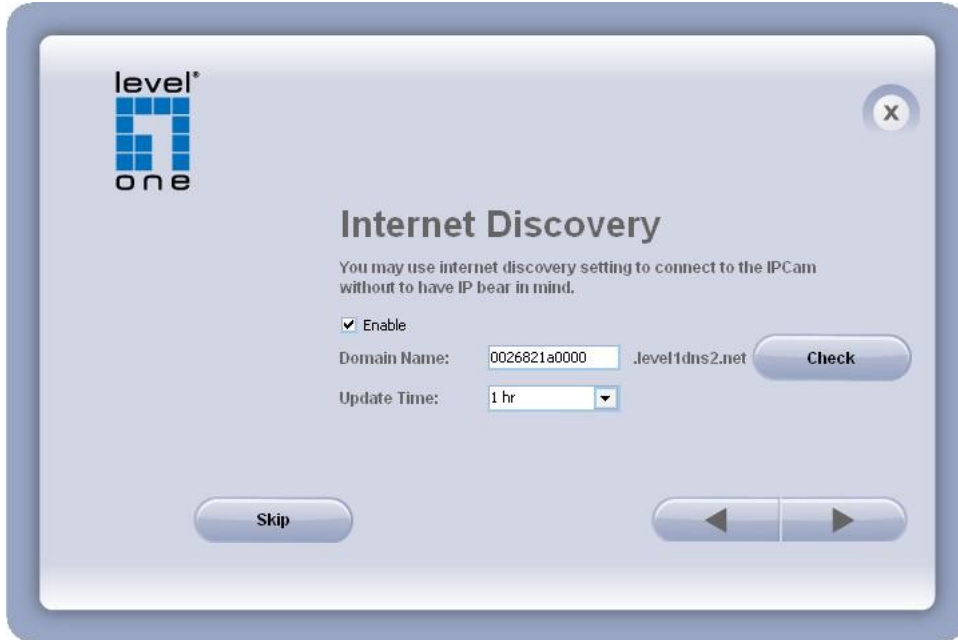 level®
one
X
Internet Discovery
You may use internet discovery setting to connect to the IPCam
without to have IP bear in mind.
Enable
Domain Name: 0026821a0000 .level1dns2.net Check
Update Time: 1 hr
Skip